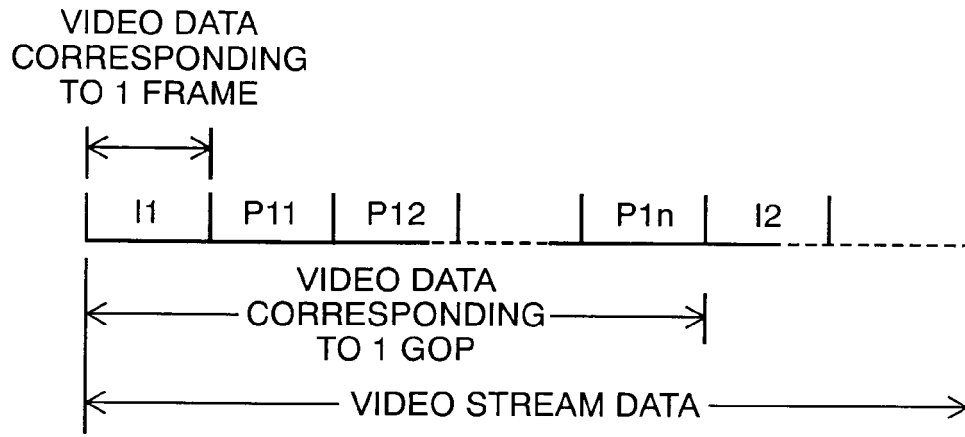 VIDEO DATA
CORRESPONDING
TO 1 FRAME
I1 P11 P12 P1n I2
VIDEO DATA
CORRESPONDING
TO 1 GOP
VIDEO STREAM DATA